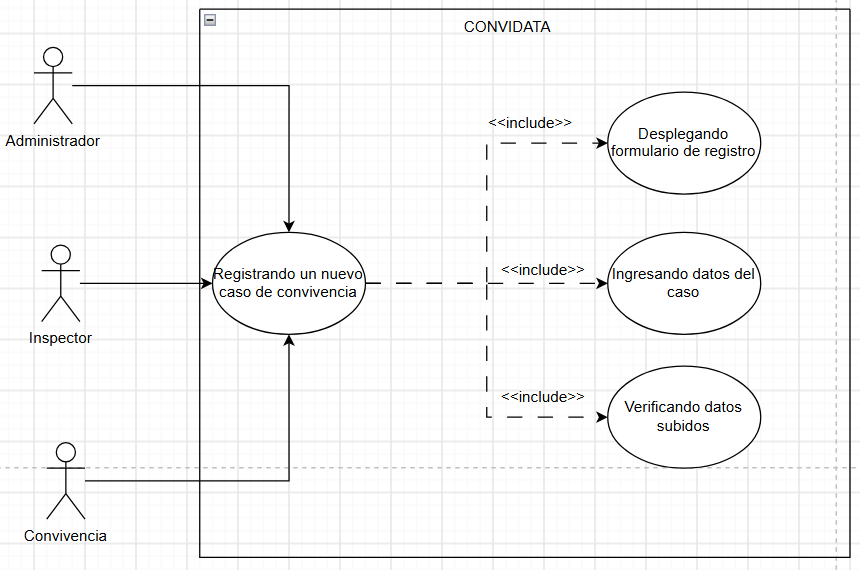 CONVIDATA
Administrador
<<include>>
Desplegando
formulario de registro
Inspector
Registrando un nuevo
caso de convivencia
<<include>>
Ingresando datos del
caso
<<include>>
Verificando datos
subidos
Convivencia